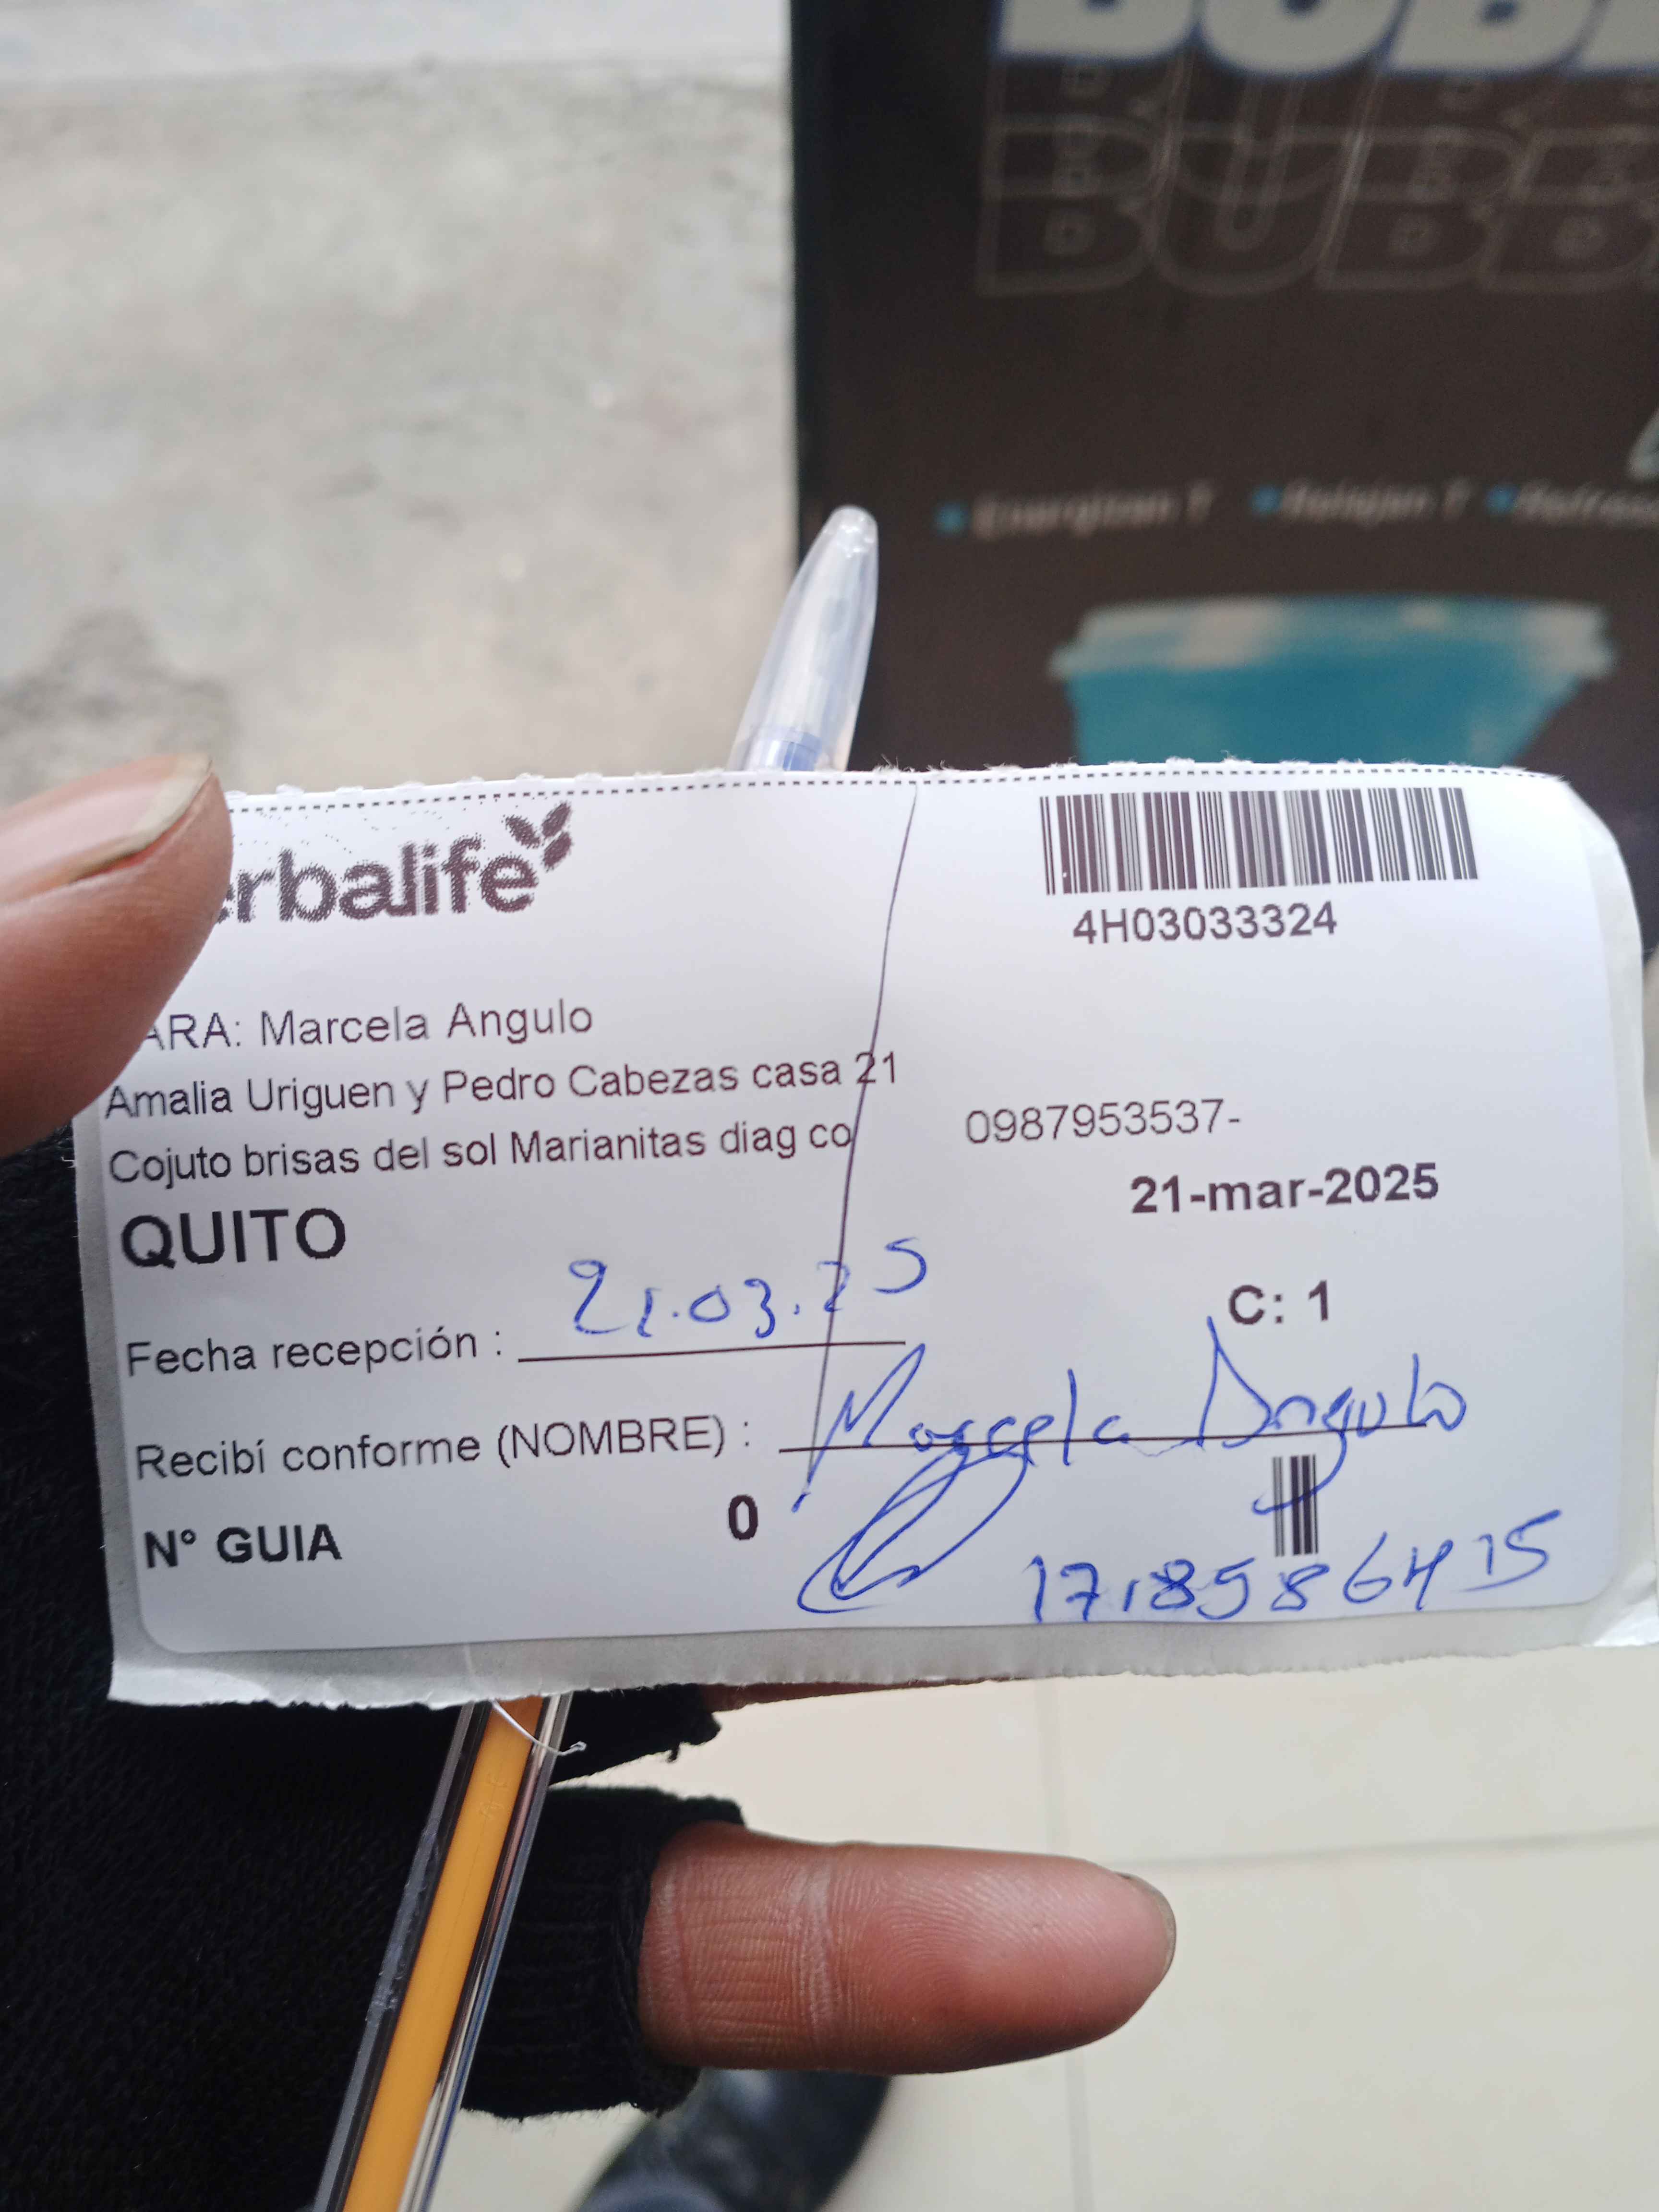 erbalife
4H03033324
ARA: Marcela Angulo
Amalia Uriguen y Pedro Cabezas casa 21
Cojuto brisas del sol Marianitas diag co
0987953537-
QUITO
21-mar-2025
C: 1
Fecha recepción : 21.03.25
Recibí conforme (NOMBRE) : Marcela Angulo
N° GUIA 0